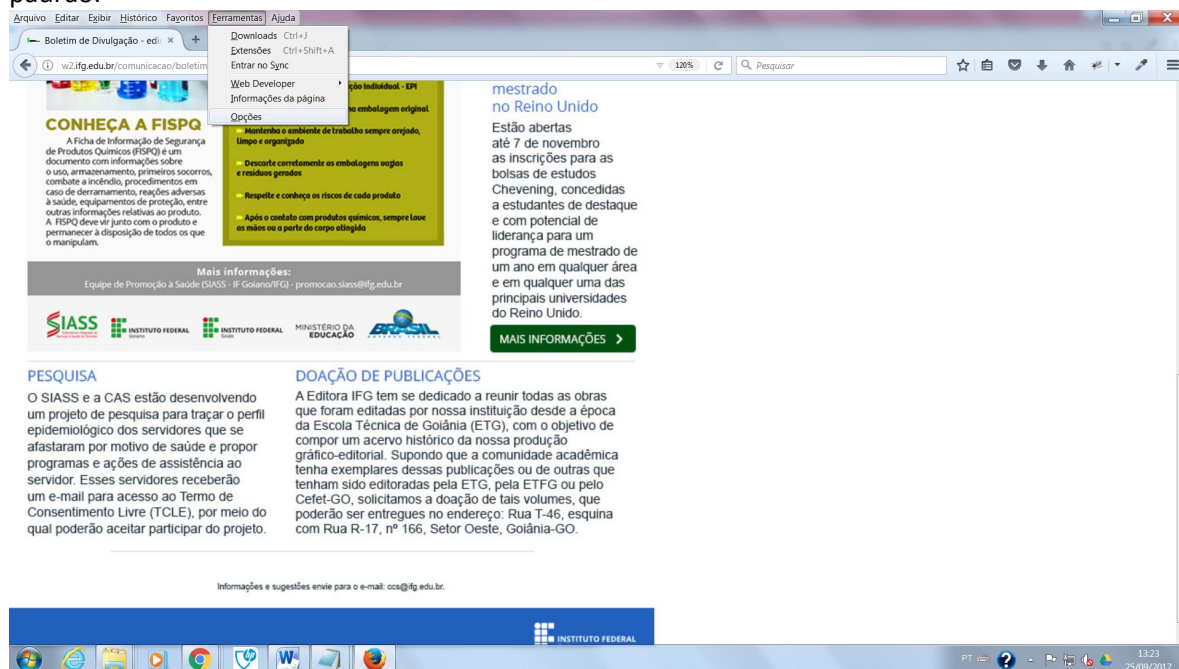 padrão.
Arquivo Editar Exibir Histórico Favoritos Ferramentas Ajuda
Boletim de Divulgação - edi
w2.ifg.edu.br/comunicacao/boletim
120%
Pesquisar
Downloads Ctrl+J
Extensões Ctrl+Shift+A
Entrar no Sync
Web Developer
Informações da página
Opções
ção Individual - EPI
na embalagem original
Mantenha o ambiente de trabalho sempre arejado,
limpo e organizado
Descarte corretamente as embalagens vazias
e resíduos gerados
Respeite e conheça os riscos de cada produto
Após o contato com produtos químicos, sempre lave
as mãos ou a parte do corpo atingida
CONHEÇA A FISPQ
A Ficha de Informação de Segurança
de Produtos Químicos (FISPQ) é um
documento com informações sobre
o uso, armazenamento, primeiros socorros,
combate a incêndio, procedimentos em
caso de derramamento, reações adversas
à saúde, equipamentos de proteção, entre
outras informações relativas ao produto.
A FISPQ deve vir junto com o produto e
permanecer à disposição de todos os que
o manipulam.
Mais informações:
Equipe de Promoção à Saúde (SIASS - IF Goiano/IFG) - promocao.siass@ifg.edu.br
SIASS
INSTITUTO FEDERAL
Goiano
INSTITUTO FEDERAL
Goiás
MINISTÉRIO DA
EDUCAÇÃO
BRASIL
GOVERNO FEDERAL
mestrado
no Reino Unido
Estão abertas
até 7 de novembro
as inscrições para as
bolsas de estudos
Chevening, concedidas
a estudantes de destaque
e com potencial de
liderança para um
programa de mestrado de
um ano em qualquer área
e em qualquer uma das
principais universidades
do Reino Unido.
MAIS INFORMAÇÕES
PESQUISA
O SIASS e a CAS estão desenvolvendo
um projeto de pesquisa para traçar o perfil
epidemiológico dos servidores que se
afastaram por motivo de saúde e propor
programas e ações de assistência ao
servidor. Esses servidores receberão
um e-mail para acesso ao Termo de
Consentimento Livre (TCLE), por meio do
qual poderão aceitar participar do projeto.
DOAÇÃO DE PUBLICAÇÕES
A Editora IFG tem se dedicado a reunir todas as obras
que foram editadas por nossa instituição desde a época
da Escola Técnica de Goiânia (ETG), com o objetivo de
compor um acervo histórico da nossa produção
gráfico-editorial. Supondo que a comunidade acadêmica
tenha exemplares dessas publicações ou de outras que
tenham sido editoradas pela ETG, pela ETFG ou pelo
Cefet-GO, solicitamos a doação de tais volumes, que
poderão ser entregues no endereço: Rua T-46, esquina
com Rua R-17, nº 166, Setor Oeste, Goiânia-GO.
Informações e sugestões envie para o e-mail: ccs@ifg.edu.br.
INSTITUTO FEDERAL
PT
13:23
25/09/2017